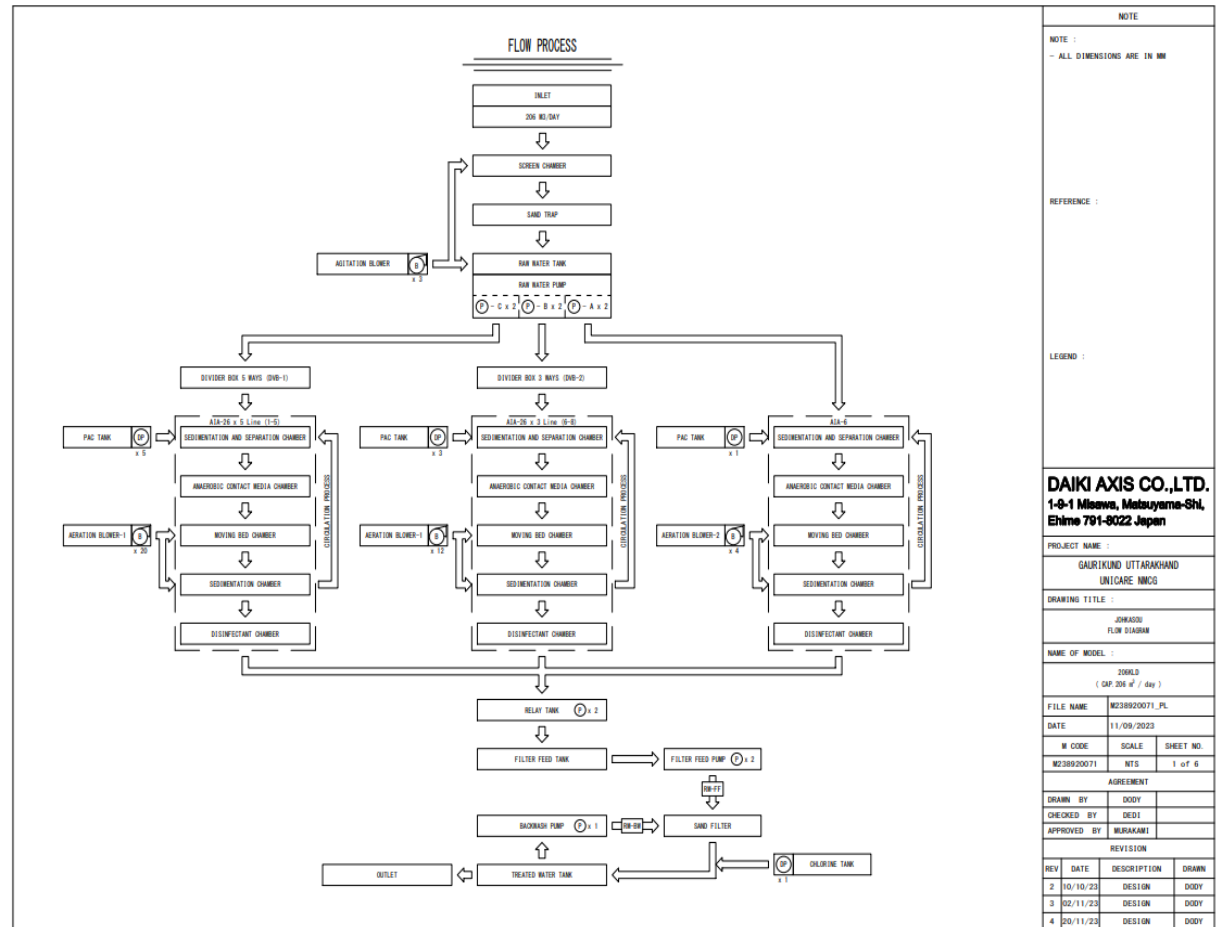 FLOW PROCESS
INLET
206 M3/DAY
SCREEN CHAMBER
SAND TRAP
AGITATION BLOWER
B
x 3
RAW WATER TANK
RAW WATER PUMP
P - C x 2
P - B x 2
P - A x 2
DIVIDER BOX 5 WAYS (DVB-1)
DIVIDER BOX 3 WAYS (DVB-2)
AIA-26 x 5 Line (1-5)
PAC TANK
DP
x 5
SEDIMENTATION AND SEPARATION CHAMBER
ANAEROBIC CONTACT MEDIA CHAMBER
AERATION BLOWER-1
B
x 20
MOVING BED CHAMBER
SEDIMENTATION CHAMBER
DISINFECTANT CHAMBER
CIRCULATION PROCESS
AIA-26 x 3 Line (6-8)
PAC TANK
DP
x 3
SEDIMENTATION AND SEPARATION CHAMBER
ANAEROBIC CONTACT MEDIA CHAMBER
AERATION BLOWER-1
B
x 12
MOVING BED CHAMBER
SEDIMENTATION CHAMBER
DISINFECTANT CHAMBER
CIRCULATION PROCESS
AIA-6
PAC TANK
DP
x 1
SEDIMENTATION AND SEPARATION CHAMBER
ANAEROBIC CONTACT MEDIA CHAMBER
AERATION BLOWER-2
B
x 4
MOVING BED CHAMBER
SEDIMENTATION CHAMBER
DISINFECTANT CHAMBER
CIRCULATION PROCESS
RELAY TANK P x 2
FILTER FEED TANK
FILTER FEED PUMP P x 2
RM-FF
BACKWASH PUMP P x 1
RM-BW
SAND FILTER
DP
x 1
CHLORINE TANK
OUTLET
TREATED WATER TANK
NOTE
NOTE :
- ALL DIMENSIONS ARE IN MM
REFERENCE :
LEGEND :
DAIKI AXIS CO.,LTD.
1-9-1 Misawa, Matsuyama-Shi,
Ehime 791-8022 Japan
PROJECT NAME :
GAURIKUND UTTARAKHAND
UNICARE NMCG
DRAWING TITLE :
JOHKASOU
FLOW DIAGRAM
NAME OF MODEL :
206KLD
( CAP. 206 m³ / day )
FILE NAME M238920071_PL
DATE 11/09/2023
M CODE SCALE SHEET NO.
M238920071 NTS 1 of 6
AGREEMENT
DRAWN BY DODY
CHECKED BY DEDI
APPROVED BY MURAKAMI
REVISION
REV DATE DESCRIPTION DRAWN
2 10/10/23 DESIGN DODY
3 02/11/23 DESIGN DODY
4 20/11/23 DESIGN DODY